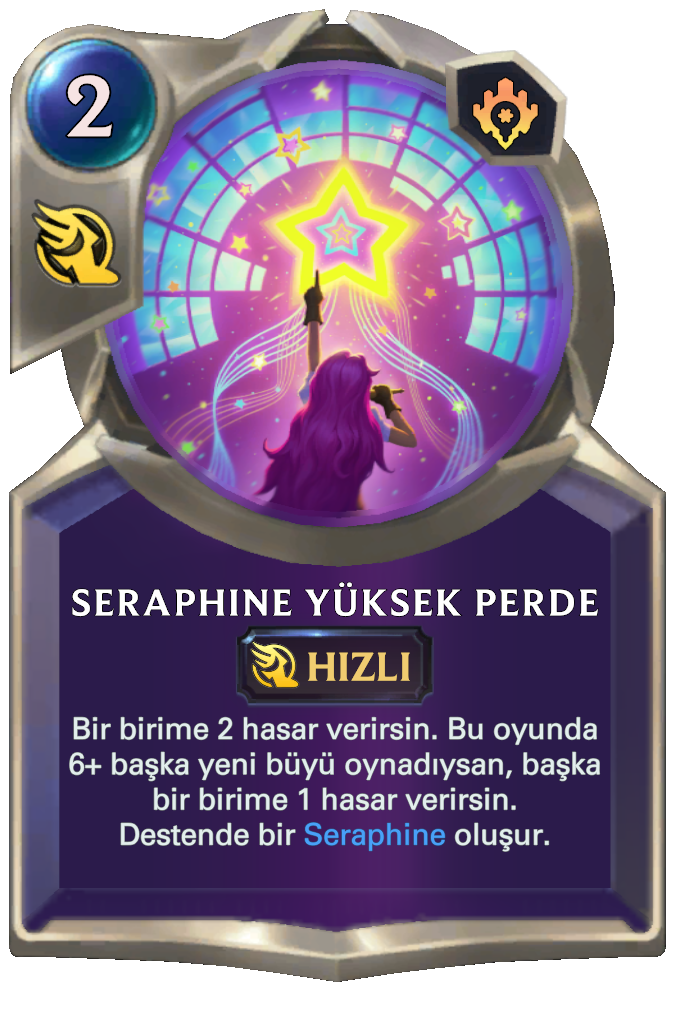 2
SERAPHINE YÜKSEK PERDE
HIZLI
Bir birime 2 hasar verirsin. Bu oyunda
6+ başka yeni büyü oynadıysan, başka
bir birime 1 hasar verirsin.
Destende bir Seraphine oluşur.